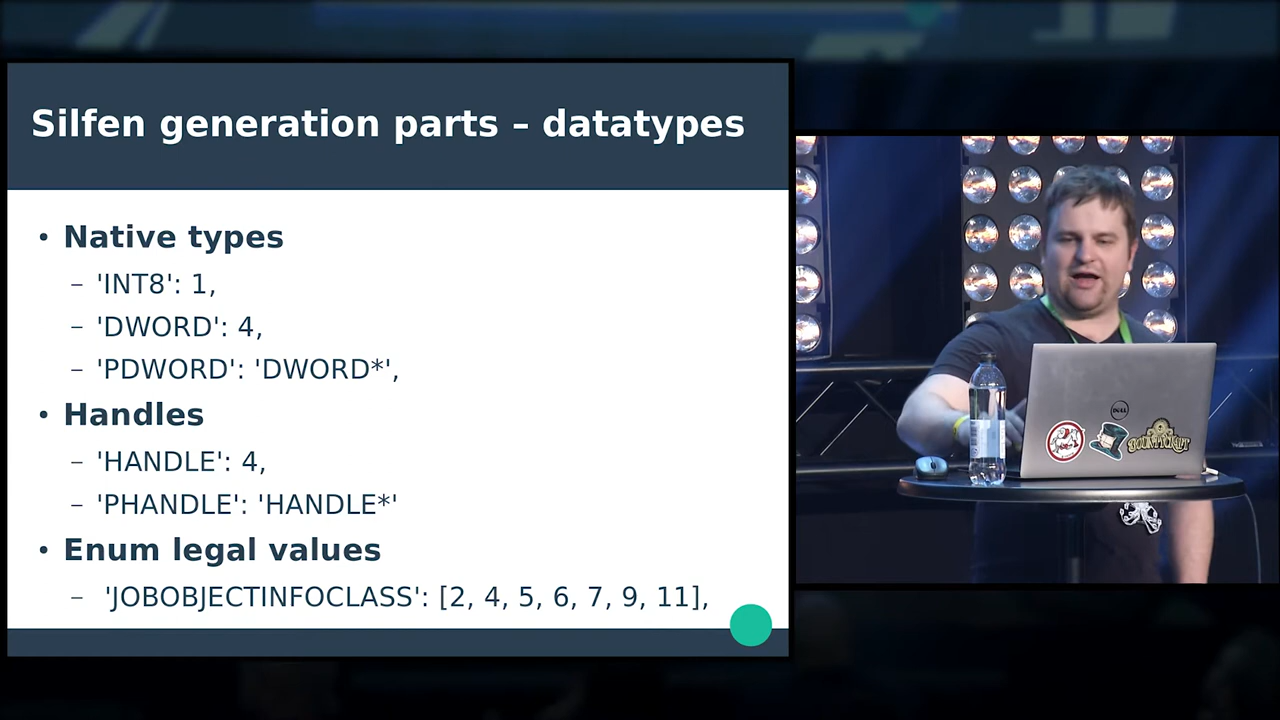 Silfen generation parts – datatypes
• Native types
– 'INT8': 1,
– 'DWORD': 4,
– 'PDWORD': 'DWORD*',
• Handles
– 'HANDLE': 4,
– 'PHANDLE': 'HANDLE*'
• Enum legal values
– 'JOBOBJECTINFOCLASS': [2, 4, 5, 6, 7, 9, 11],
DELL